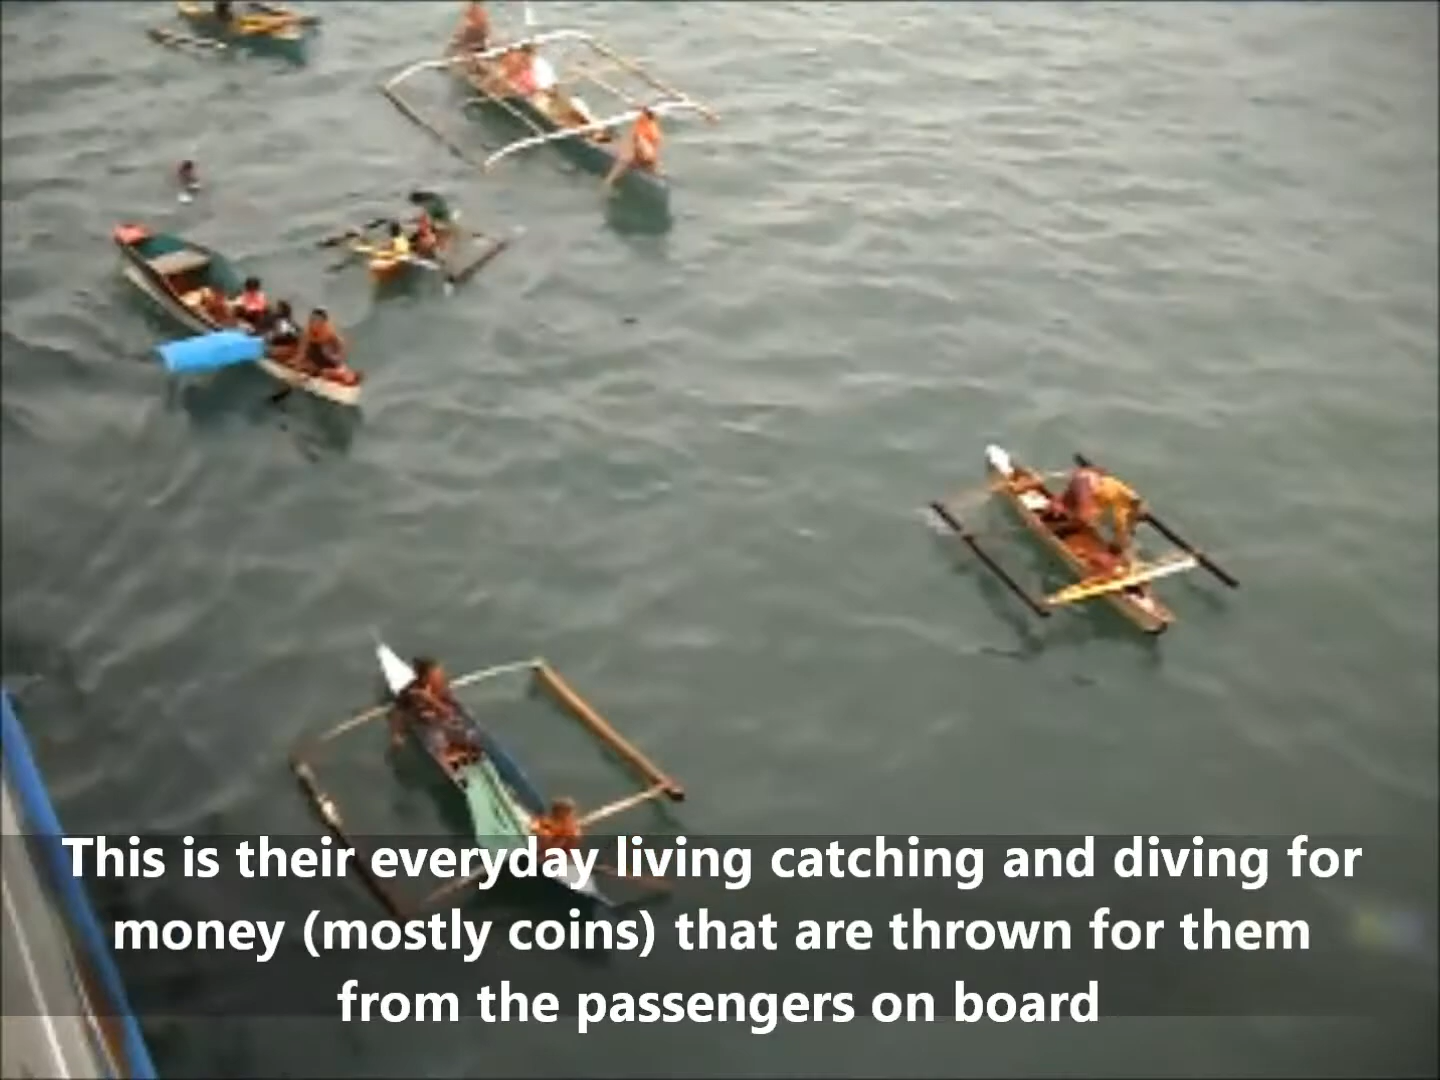 This is their everyday living catching and diving for
money (mostly coins) that are thrown for them
from the passengers on board